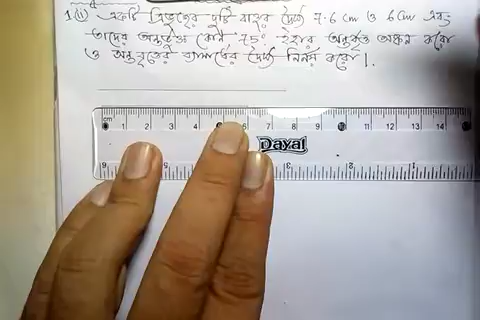 1.(ii) একটি ত্রিভুজের দুটি বাহুর দৈর্ঘ্য 7.6 cm ও 6 cm এবং
তাদের অন্তর্ভুক্ত কোণ 75° ইহার অন্তর্বৃত্ত অঙ্কন করো
ও অন্তর্বৃত্তের ব্যাসার্ধের দৈর্ঘ্য নির্ণয় করো।
cm 1 2 3 4 5 7 8 9 10 11 12 13 14
Dayal